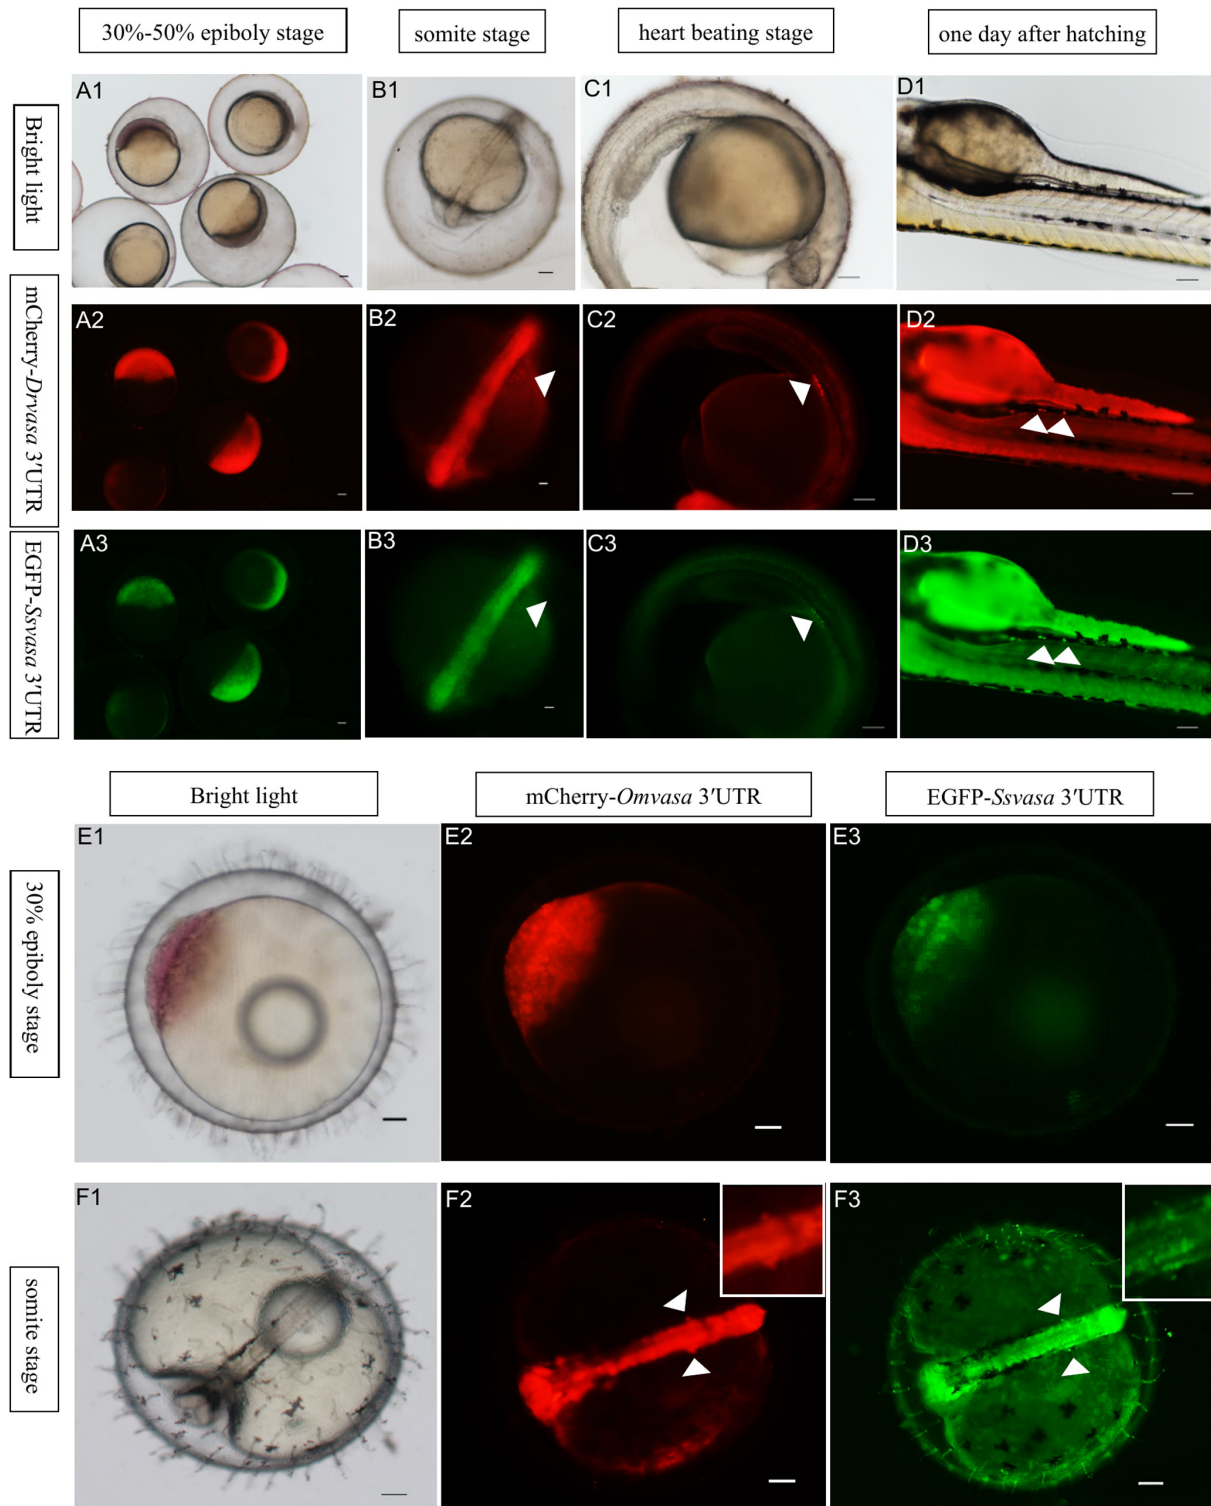 30%-50% epiboly stage
somite stage
heart beating stage
one day after hatching
Bright light
A1
B1
C1
D1
mCherry-Drvasa 3′UTR
A2
B2
C2
D2
EGFP-Ssvasa 3′UTR
A3
B3
C3
D3
Bright light
mCherry-Omvasa 3′UTR
EGFP-Ssvasa 3′UTR
30% epiboly stage
E1
E2
E3
somite stage
F1
F2
F3